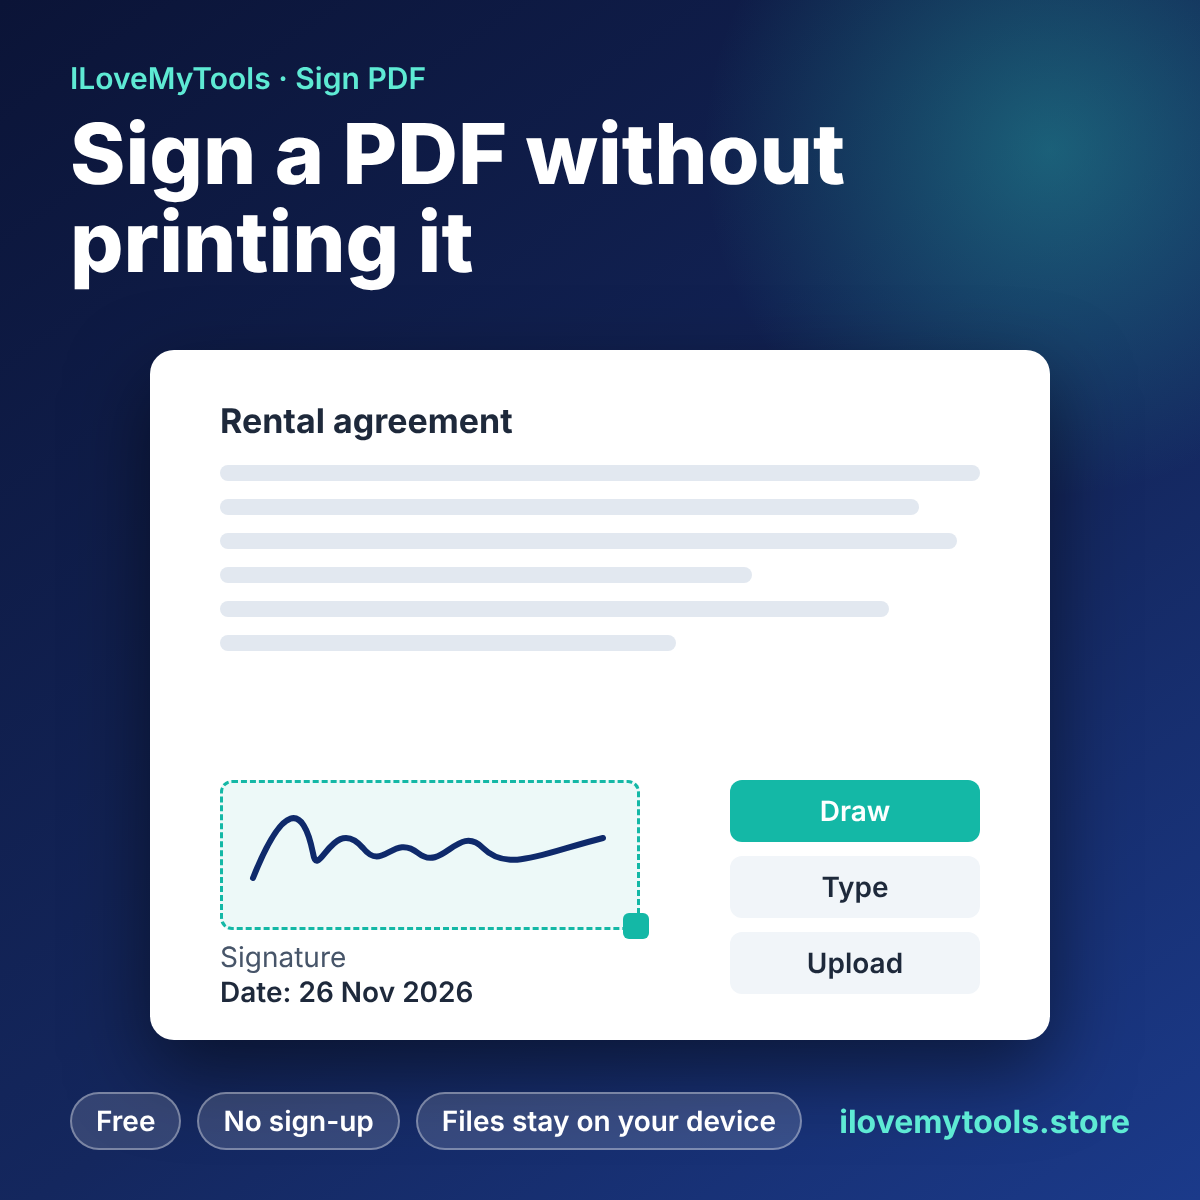 ILoveMyTools · Sign PDF
Sign a PDF without
printing it
Rental agreement
Draw
Type
Upload
Signature
Date: 26 Nov 2026
Free
No sign-up
Files stay on your device
ilovemytools.store